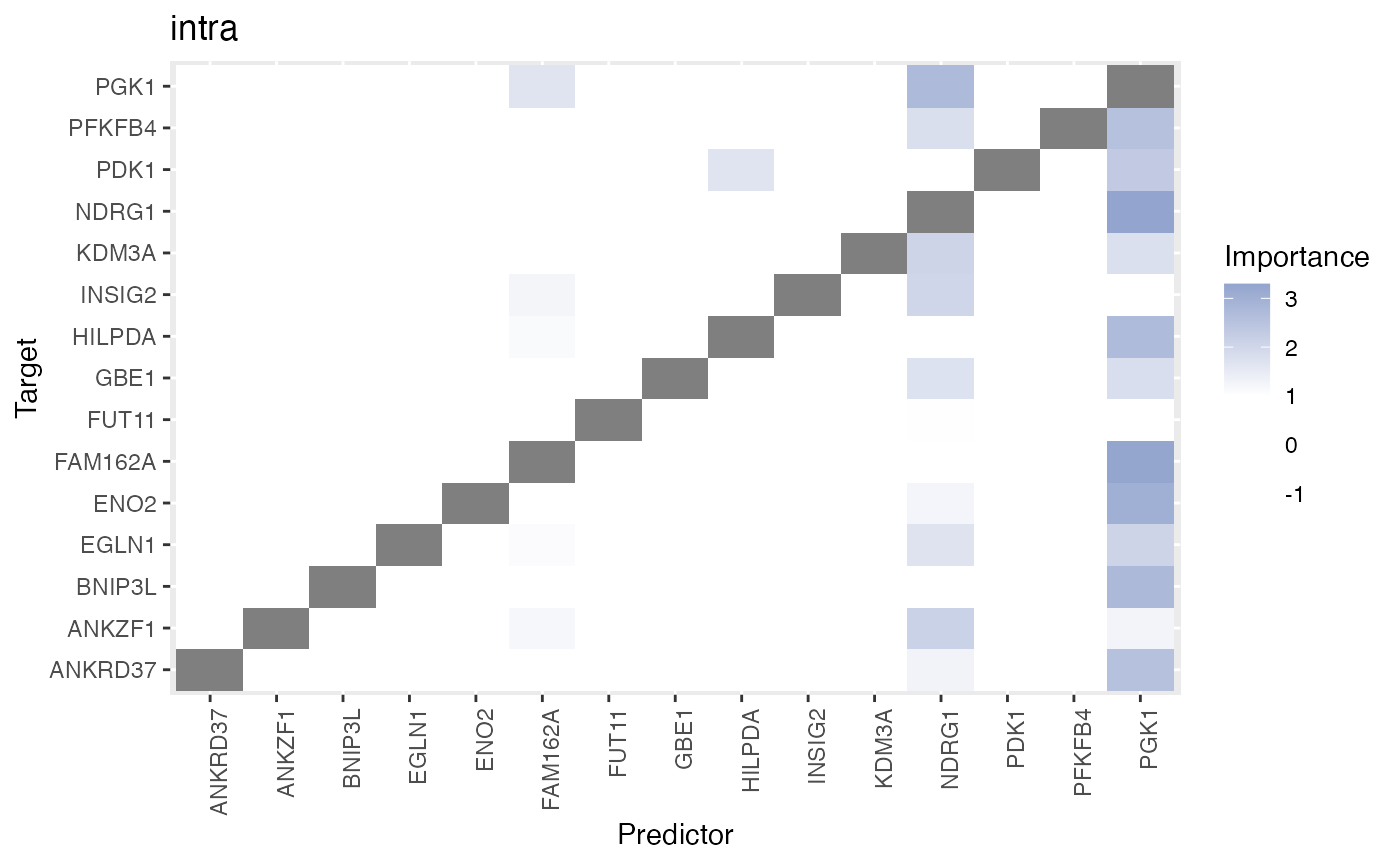 intra
PGK1
PFKFB4
PDK1
NDRG1
KDM3A
INSIG2
HILPDA
GBE1
FUT11
FAM162A
ENO2
EGLN1
BNIP3L
ANKZF1
ANKRD37
Target
ANKRD37
ANKZF1
BNIP3L
EGLN1
ENO2
FAM162A
FUT11
GBE1
HILPDA
INSIG2
KDM3A
NDRG1
PDK1
PFKFB4
PGK1
Predictor
Importance
3
2
1
0
-1